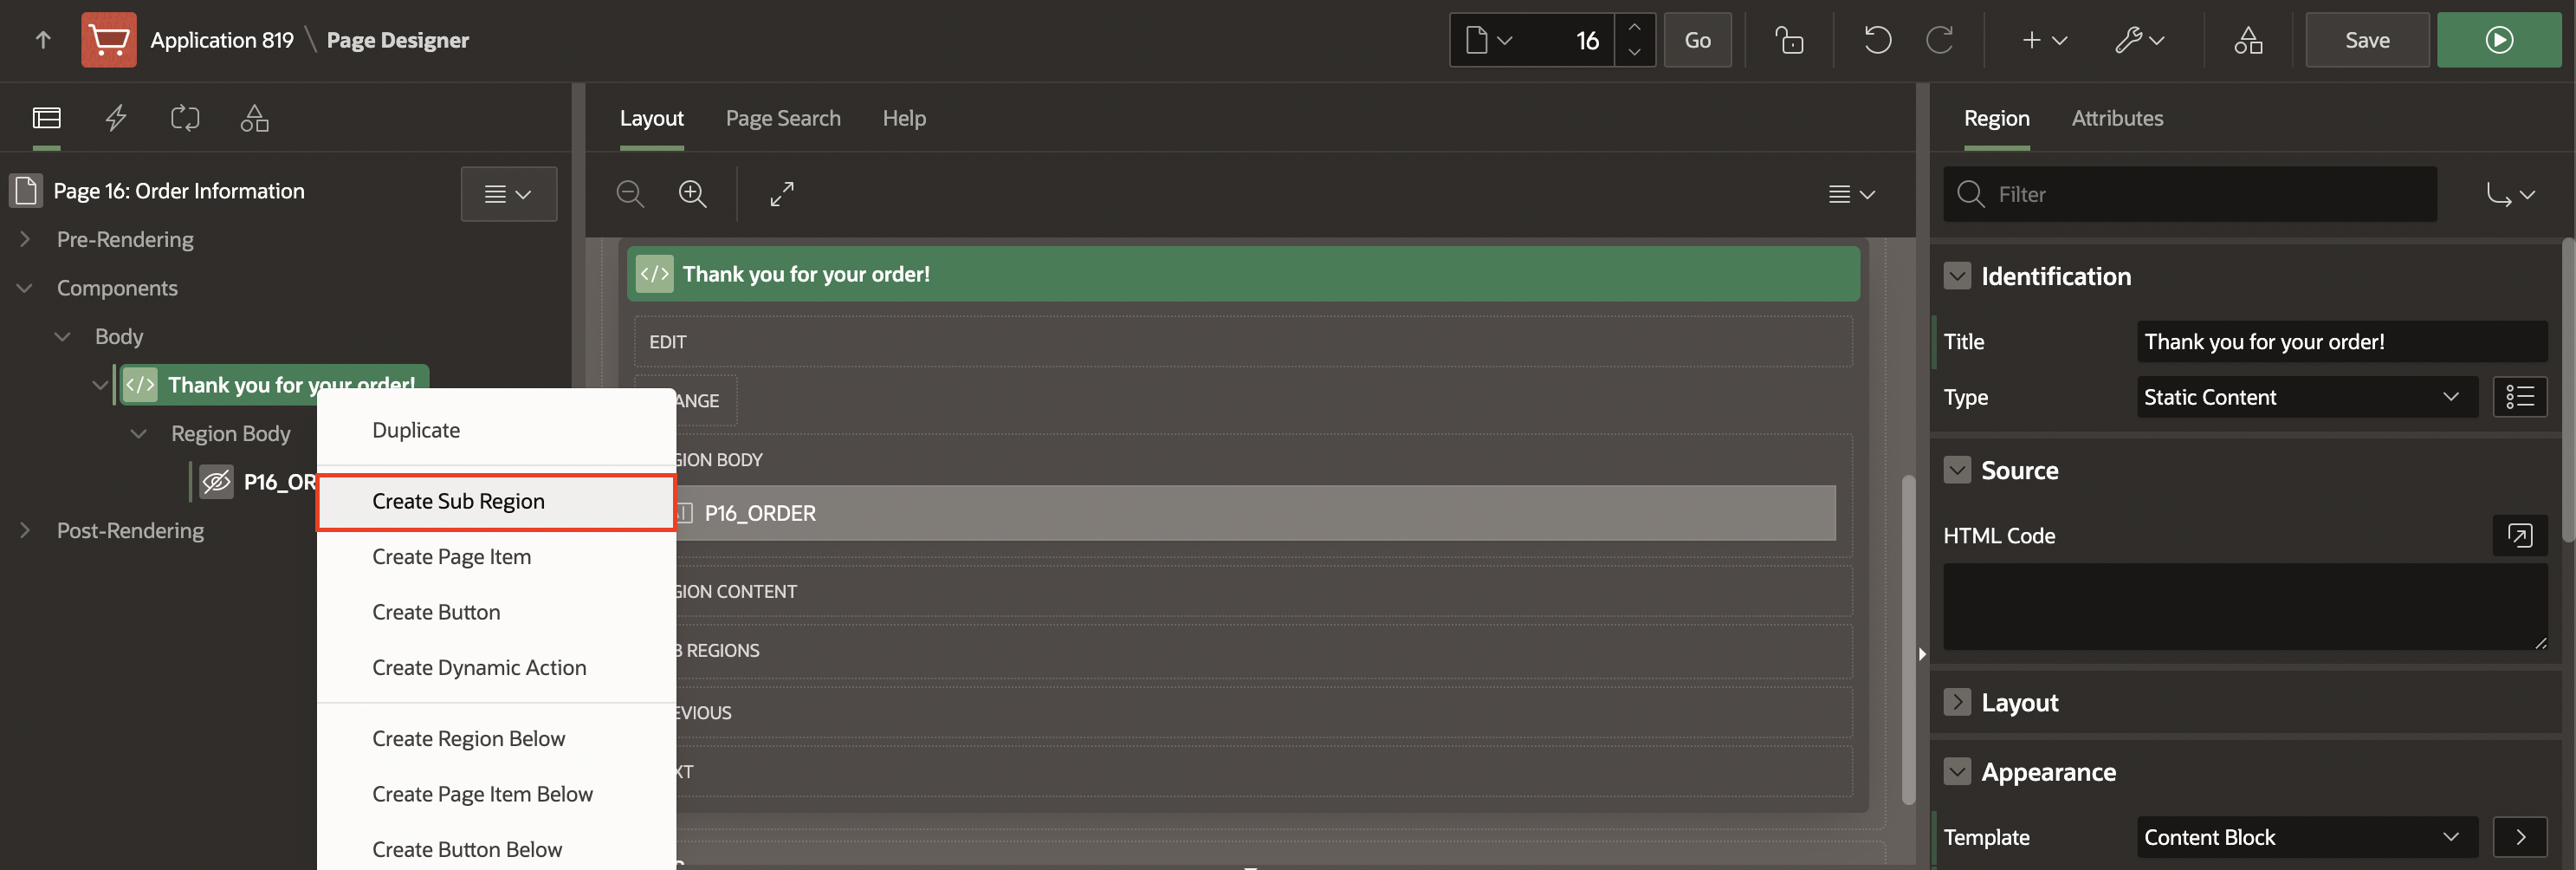 Application 819 \ Page Designer
16
Go
Save
Layout
Page Search
Help
Region
Attributes
Page 16: Order Information
Pre-Rendering
Components
Body
Thank you for your order!
Region Body
P16_OR
Post-Rendering
Duplicate
Create Sub Region
Create Page Item
Create Button
Create Dynamic Action
Create Region Below
Create Page Item Below
Create Button Below
Thank you for your order!
EDIT
ANGE
GION BODY
P16_ORDER
GION CONTENT
B REGIONS
EVIOUS
XT
Filter
Identification
Title
Thank you for your order!
Type
Static Content
Source
HTML Code
Layout
Appearance
Template
Content Block